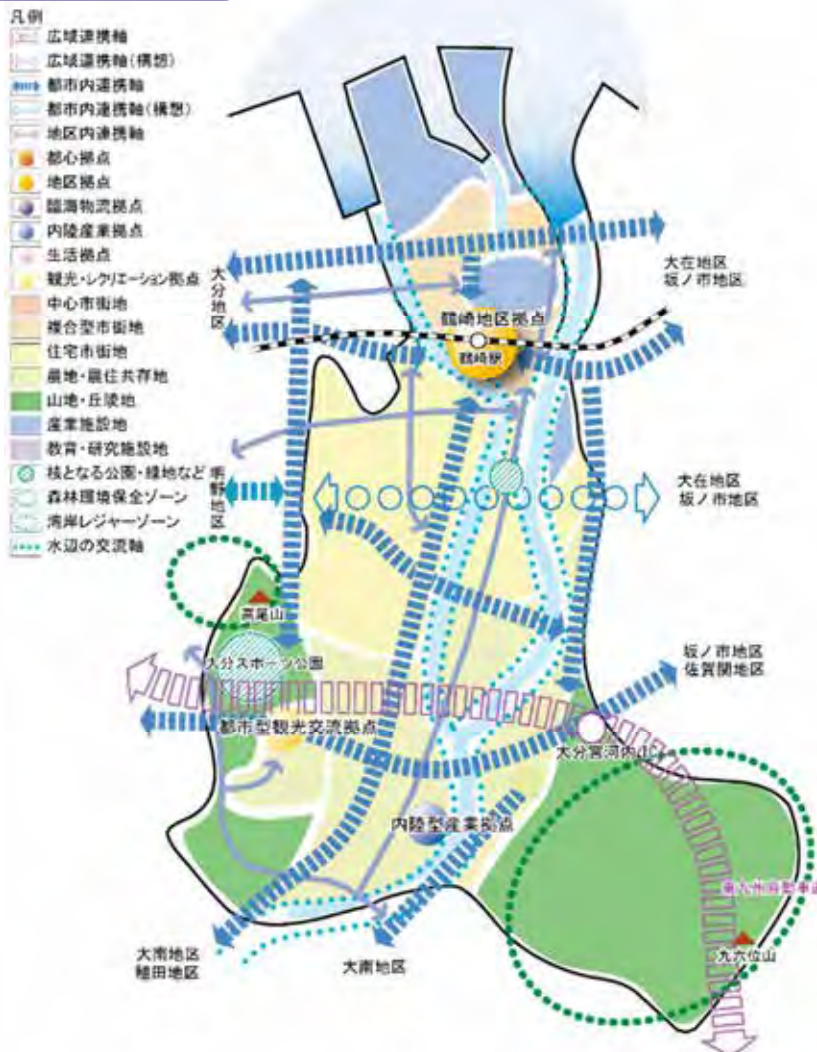 凡例
広域連携軸
広域連携軸(構想)
都市内連携軸
都市内連携軸(構想)
地区内連携軸
都心拠点
地区拠点
臨海物流拠点
内陸産業拠点
生活拠点
観光・レクリエーション拠点
中心市街地
複合型市街地
住宅市街地
農地・農住共存地
山地・丘陵地
産業施設地
教育・研究施設地
核となる公園・緑地など
森林環境保全ゾーン
湾岸レジャーゾーン
水辺の交流軸
大分地区
大在地区
坂ノ市地区
鶴崎地区拠点
鶴崎駅
明野地区
大在地区
坂ノ市地区
高尾山
大分スポーツ公園
坂ノ市地区
佐賀関地区
都市型観光交流拠点
大分宮河内IC
内陸型産業拠点
東九州自動車道
九六位山
大南地区
稙田地区
大南地区